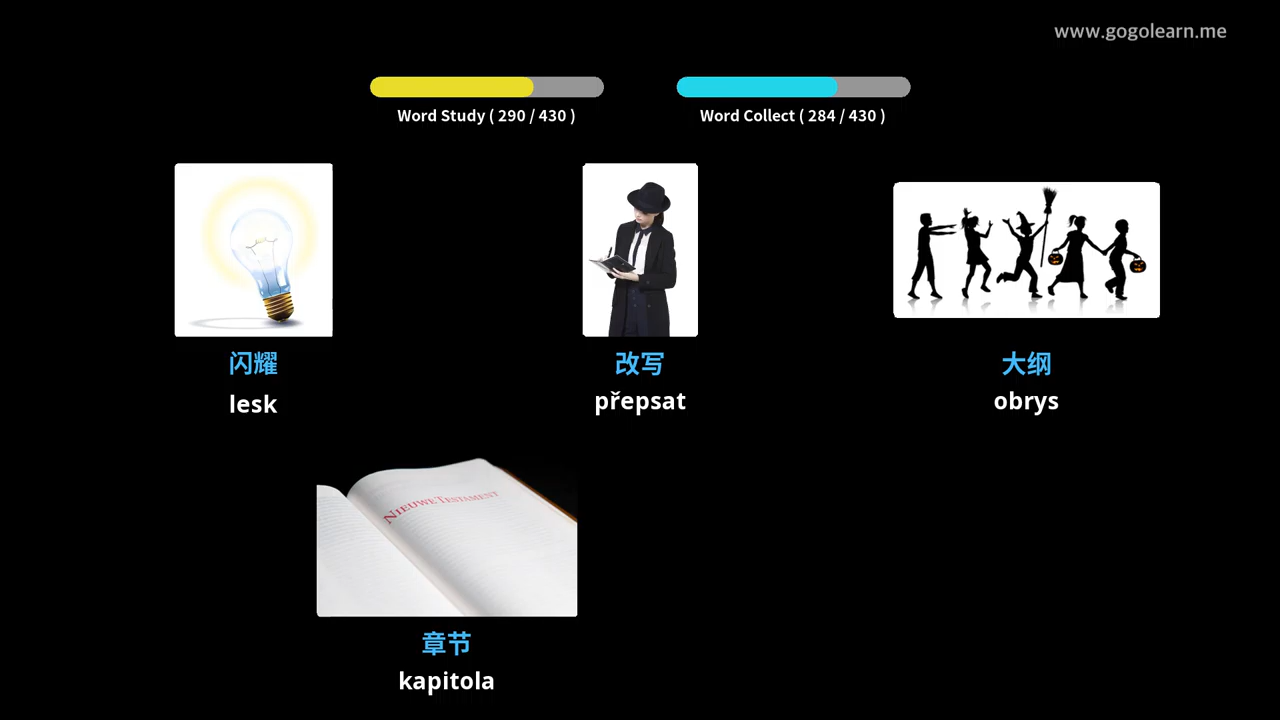 www.gogolearn.me
Word Study ( 290 / 430 )
Word Collect ( 284 / 430 )
闪耀
lesk
改写
přepsat
大纲
obrys
NIEUWE TESTAMENT
章节
kapitola